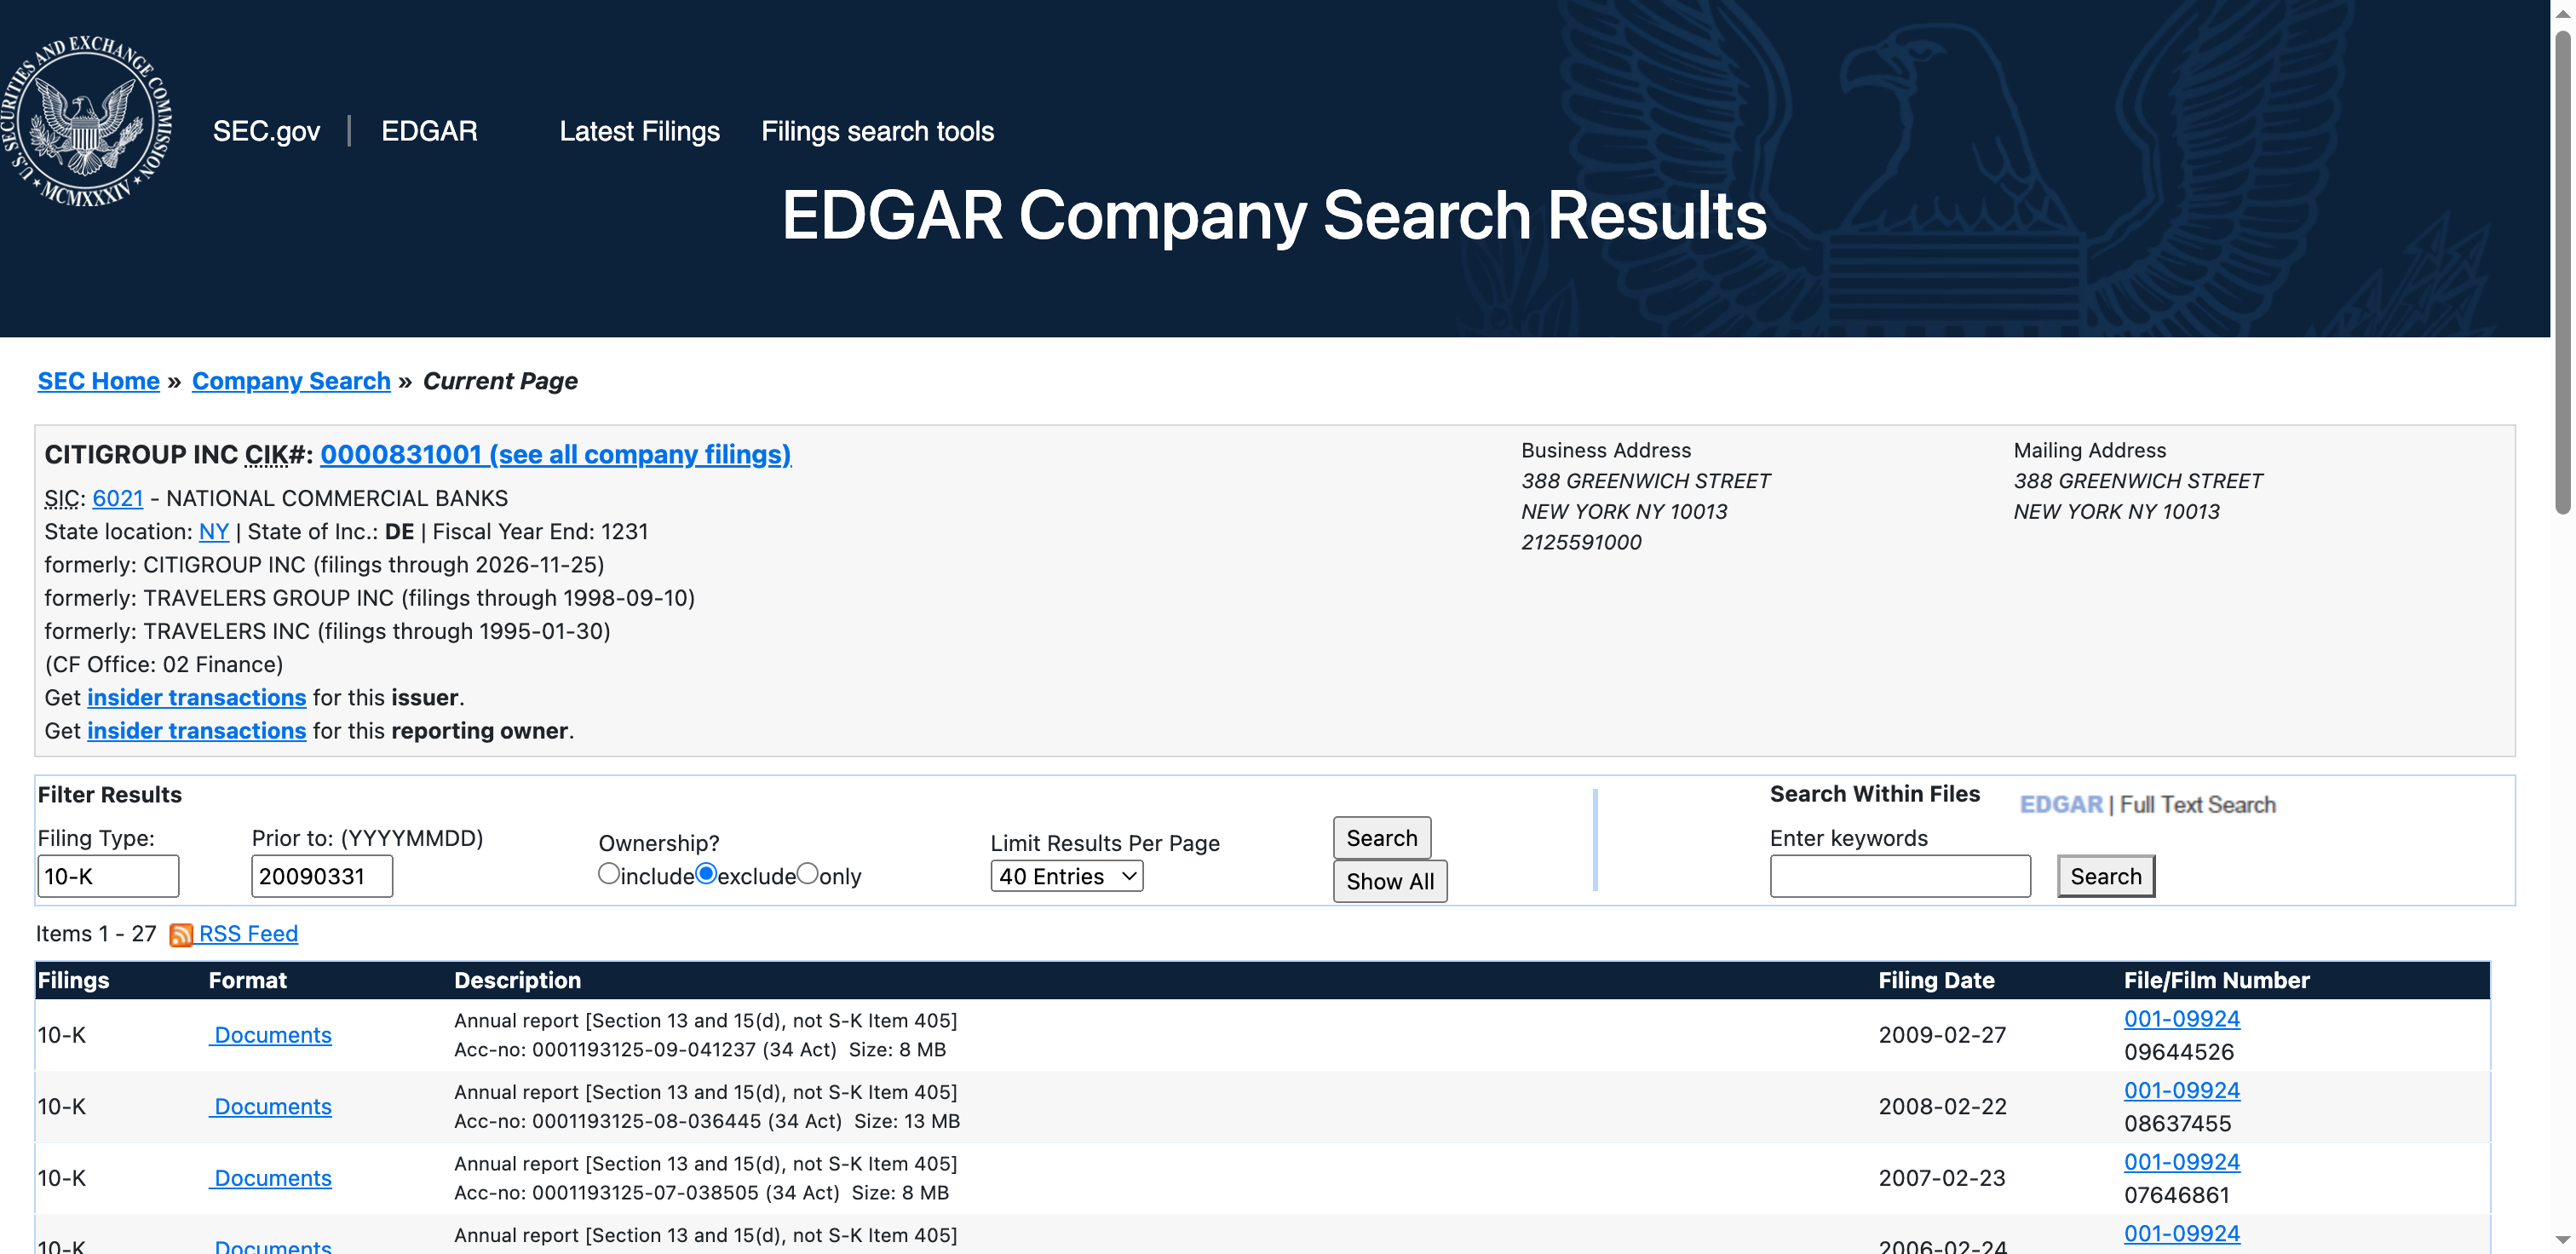 U.S. SECURITIES AND EXCHANGE COMMISSION
MCMXXXIV
SEC.gov | EDGAR Latest Filings Filings search tools
EDGAR Company Search Results
SEC Home » Company Search » Current Page
CITIGROUP INC CIK#: 0000831001 (see all company filings)
SIC: 6021 - NATIONAL COMMERCIAL BANKS
State location: NY | State of Inc.: DE | Fiscal Year End: 1231
formerly: CITIGROUP INC (filings through 2026-11-25)
formerly: TRAVELERS GROUP INC (filings through 1998-09-10)
formerly: TRAVELERS INC (filings through 1995-01-30)
(CF Office: 02 Finance)
Get insider transactions for this issuer.
Get insider transactions for this reporting owner.
Business Address
388 GREENWICH STREET
NEW YORK NY 10013
2125591000
Mailing Address
388 GREENWICH STREET
NEW YORK NY 10013
Filter Results
Filing Type:
10-K
Prior to: (YYYYMMDD)
20090331
Ownership?
include exclude only
Limit Results Per Page
40 Entries
Search
Show All
Search Within Files EDGAR | Full Text Search
Enter keywords
Search
Items 1 - 27 RSS Feed
Filings Format Description Filing Date File/Film Number
10-K Documents Annual report [Section 13 and 15(d), not S-K Item 405]
Acc-no: 0001193125-09-041237 (34 Act) Size: 8 MB 2009-02-27 001-09924
09644526
10-K Documents Annual report [Section 13 and 15(d), not S-K Item 405]
Acc-no: 0001193125-08-036445 (34 Act) Size: 13 MB 2008-02-22 001-09924
08637455
10-K Documents Annual report [Section 13 and 15(d), not S-K Item 405]
Acc-no: 0001193125-07-038505 (34 Act) Size: 8 MB 2007-02-23 001-09924
07646861
10-K Documents Annual report [Section 13 and 15(d), not S-K Item 405]
2006-02-24 001-09924